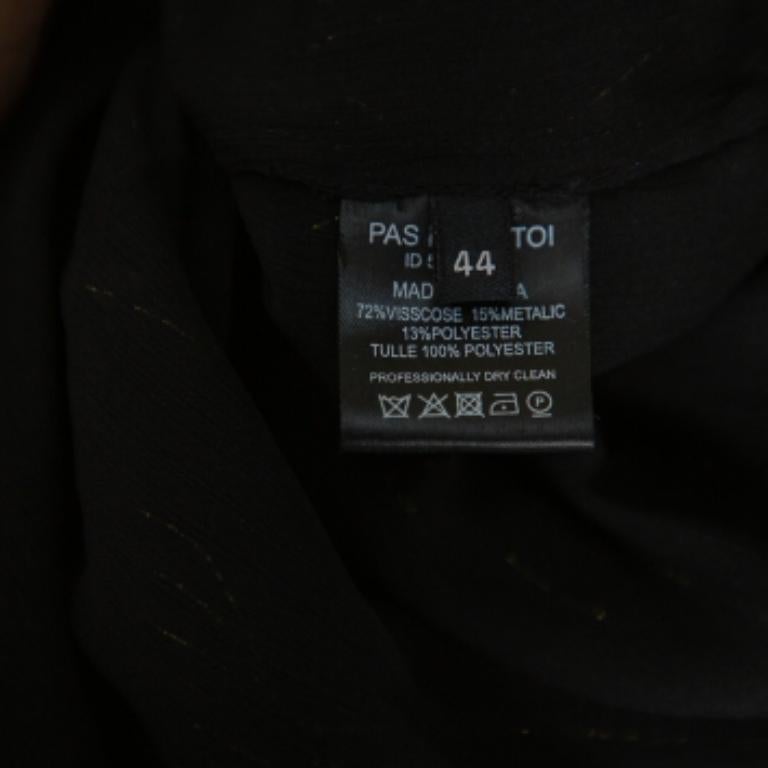 PAS TOI
ID
44
MAD A
72%VISSCOSE 15%METALIC
13%POLYESTER
TULLE 100% POLYESTER
PROFESSIONALLY DRY CLEAN
P